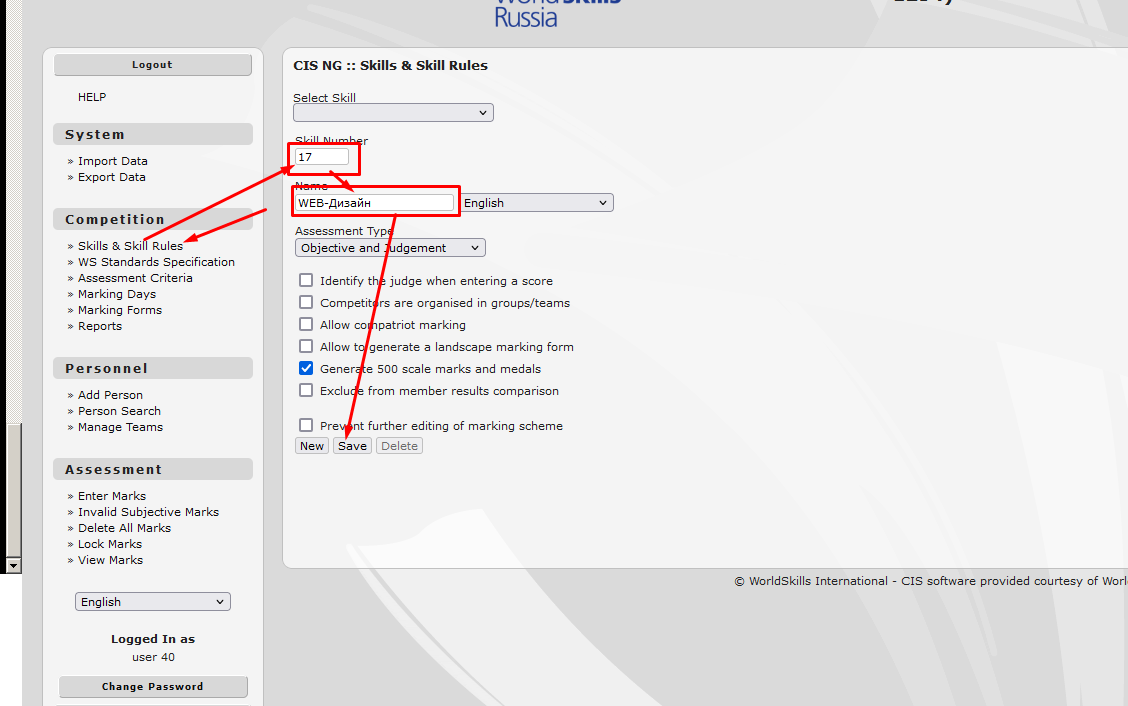 Russia
Logout
HELP
System
» Import Data
» Export Data
Competition
» Skills & Skill Rules
» WS Standards Specification
» Assessment Criteria
» Marking Days
» Marking Forms
» Reports
Personnel
» Add Person
» Person Search
» Manage Teams
Assessment
» Enter Marks
» Invalid Subjective Marks
» Delete All Marks
» Lock Marks
» View Marks
English
Logged In as
user 40
Change Password
CIS NG :: Skills & Skill Rules
Select Skill
Skill Number
17
Name
WEB-Дизайн English
Assessment Type
Objective and Judgement
Identify the judge when entering a score
Competitors are organised in groups/teams
Allow compatriot marking
Allow to generate a landscape marking form
Generate 500 scale marks and medals
Exclude from member results comparison
Prevent further editing of marking scheme
New Save Delete
© WorldSkills International - CIS software provided courtesy of